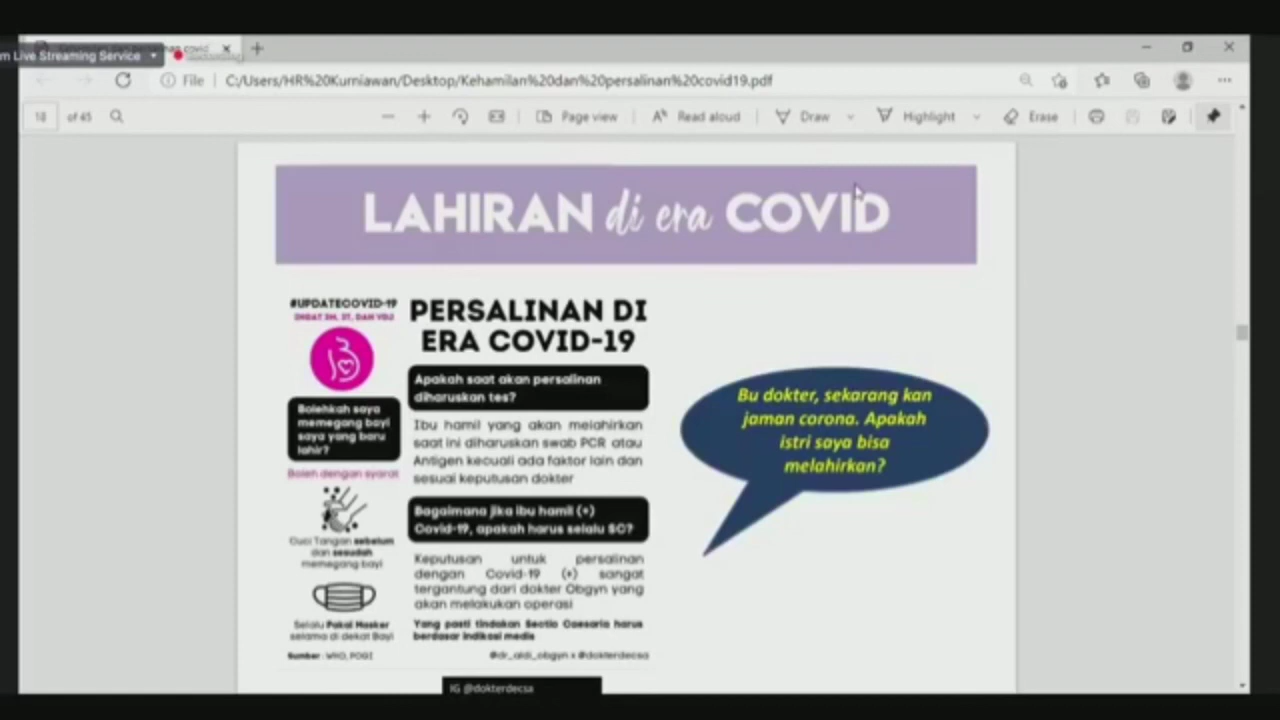 m Live Streaming Service
File
C:/Users/HR%20Kurniawan/Desktop/Kehamilan%20dan%20persalinan%20covid19.pdf
18 of 45
Page view
Read aloud
Draw
Highlight
Erase
LAHIRAN di era COVID
#UPDATECOVID-19
INGAT 3M, 3T, DAN VDJ
Bolehkah saya
memegang bayi
saya yang baru
lahir?
Boleh dengan syarat
Cuci Tangan sebelum
dan sesudah
memegang bayi
Selalu Pakai Masker
selama di dekat Bayi
Sumber : WHO, POGI
PERSALINAN DI
ERA COVID-19
Apakah saat akan persalinan
diharuskan tes?
Ibu hamil yang akan melahirkan
saat ini diharuskan swab PCR atau
Antigen kecuali ada faktor lain dan
sesuai keputusan dokter
Bagaimana jika ibu hamil (+)
Covid-19, apakah harus selalu SC?
Keputusan untuk persalinan
dengan Covid-19 (+) sangat
tergantung dari dokter Obgyn yang
akan melakukan operasi
Yang pasti tindakan Sectio Caesaria harus
berdasar indikasi medis
@dr_aldi_obgyn x @dokterdecsa
IG @dokterdecsa
Bu dokter, sekarang kan
jaman corona. Apakah
istri saya bisa
melahirkan?